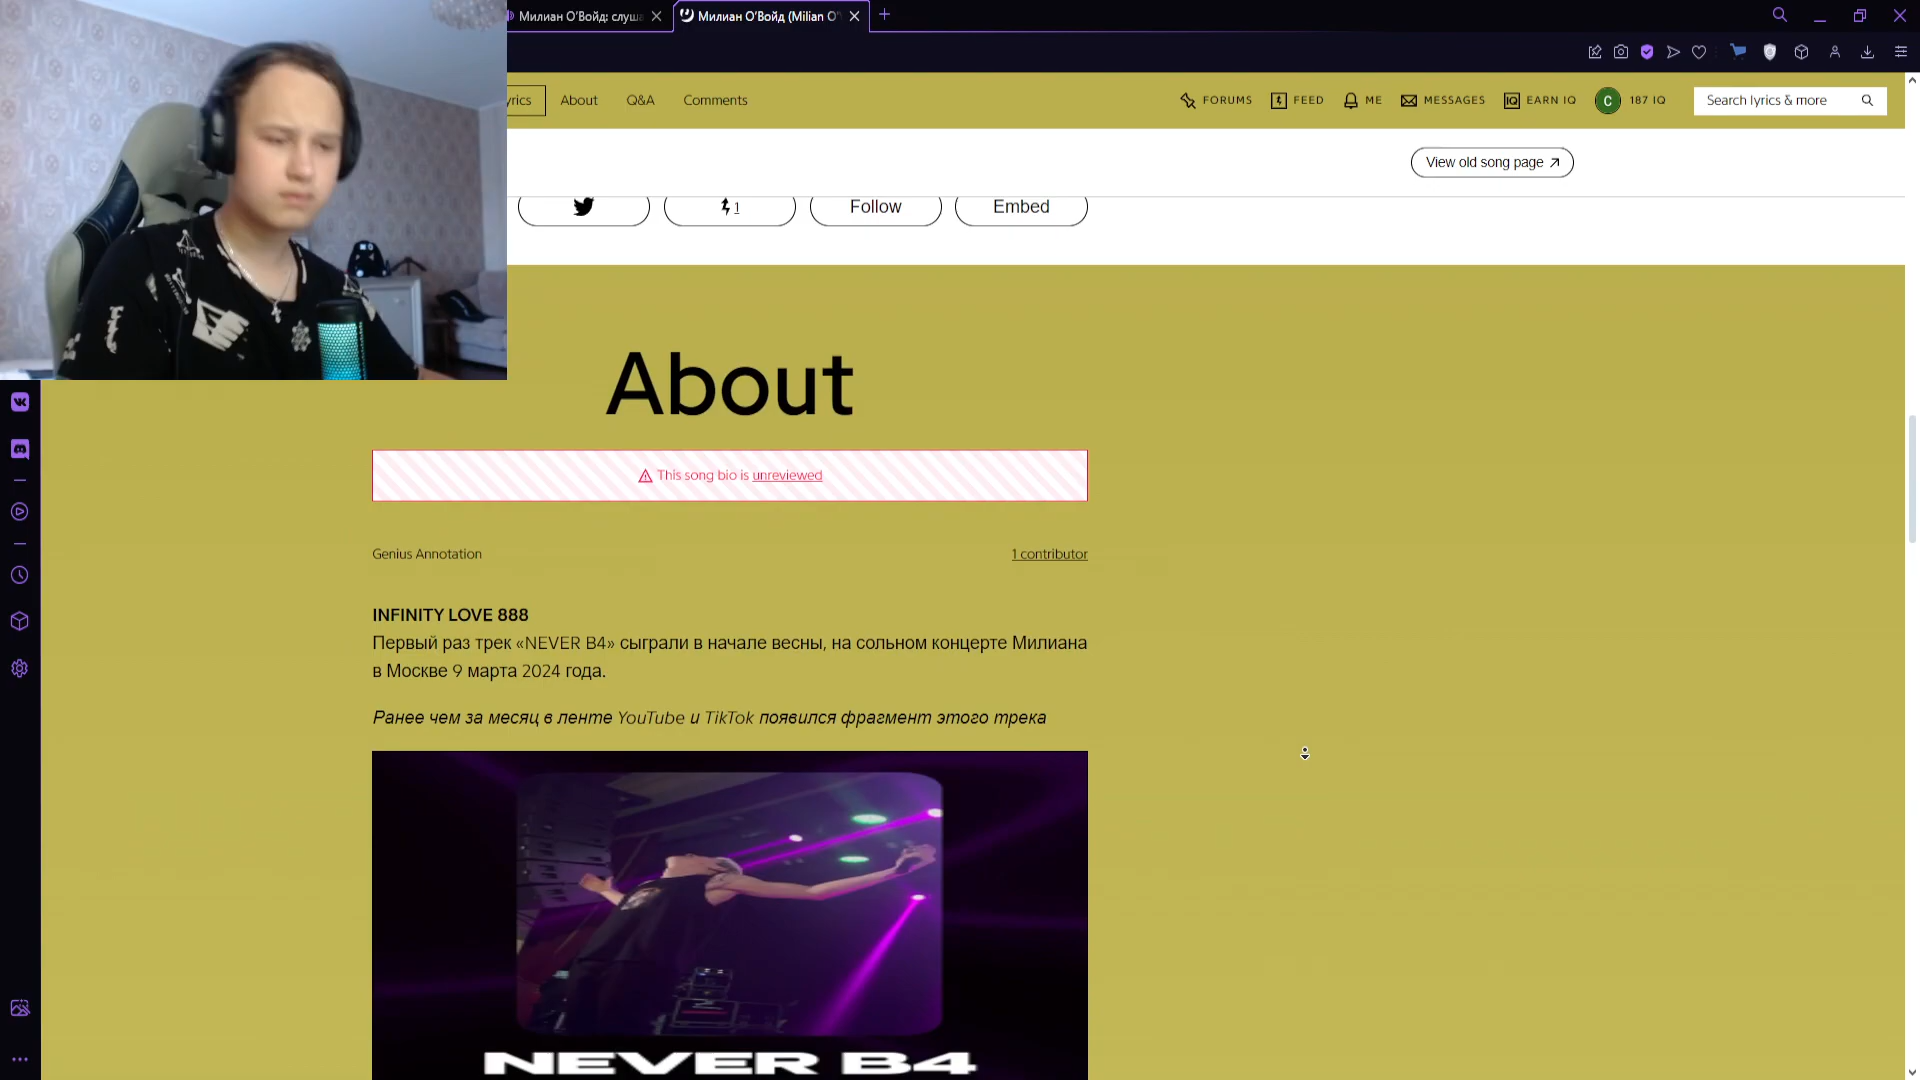 Милиан О'Войд: слуша
Милиан О'Войд (Milian O'
yrics
About
Q&A
Comments
FORUMS
FEED
ME
MESSAGES
EARN IQ
C
187 IQ
Search lyrics & more
View old song page
1
Follow
Embed
About
This song bio is unreviewed
Genius Annotation
1 contributor
INFINITY LOVE 888
Первый раз трек «NEVER B4» сыграли в начале весны, на сольном концерте Милиана
в Москве 9 марта 2024 года.
Ранее чем за месяц в ленте YouTube и TikTok появился фрагмент этого трека
NEVER B4